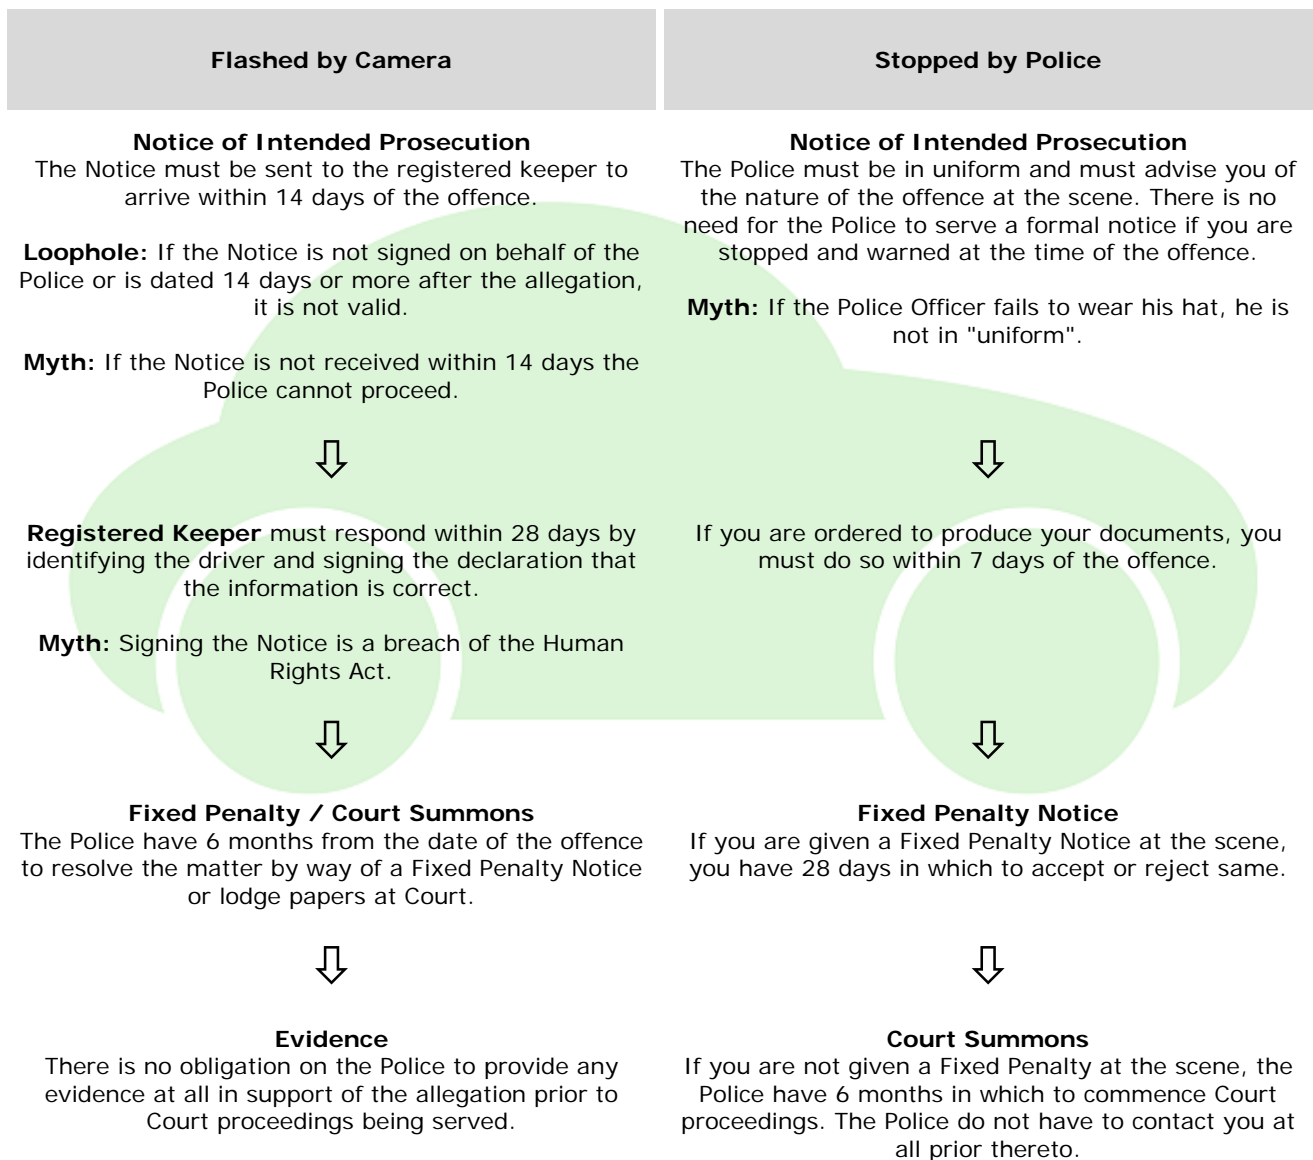 Flashed by Camera
Notice of Intended Prosecution
The Notice must be sent to the registered keeper to
arrive within 14 days of the offence.
Loophole: If the Notice is not signed on behalf of the
Police or is dated 14 days or more after the allegation,
it is not valid.
Myth: If the Notice is not received within 14 days the
Police cannot proceed.
Registered Keeper must respond within 28 days by
identifying the driver and signing the declaration that
the information is correct.
Myth: Signing the Notice is a breach of the Human
Rights Act.
Fixed Penalty / Court Summons
The Police have 6 months from the date of the offence
to resolve the matter by way of a Fixed Penalty Notice
or lodge papers at Court.
Evidence
There is no obligation on the Police to provide any
evidence at all in support of the allegation prior to
Court proceedings being served.
Stopped by Police
Notice of Intended Prosecution
The Police must be in uniform and must advise you of
the nature of the offence at the scene. There is no
need for the Police to serve a formal notice if you are
stopped and warned at the time of the offence.
Myth: If the Police Officer fails to wear his hat, he is
not in "uniform".
If you are ordered to produce your documents, you
must do so within 7 days of the offence.
Fixed Penalty Notice
If you are given a Fixed Penalty Notice at the scene,
you have 28 days in which to accept or reject same.
Court Summons
If you are not given a Fixed Penalty at the scene, the
Police have 6 months in which to commence Court
proceedings. The Police do not have to contact you at
all prior thereto.